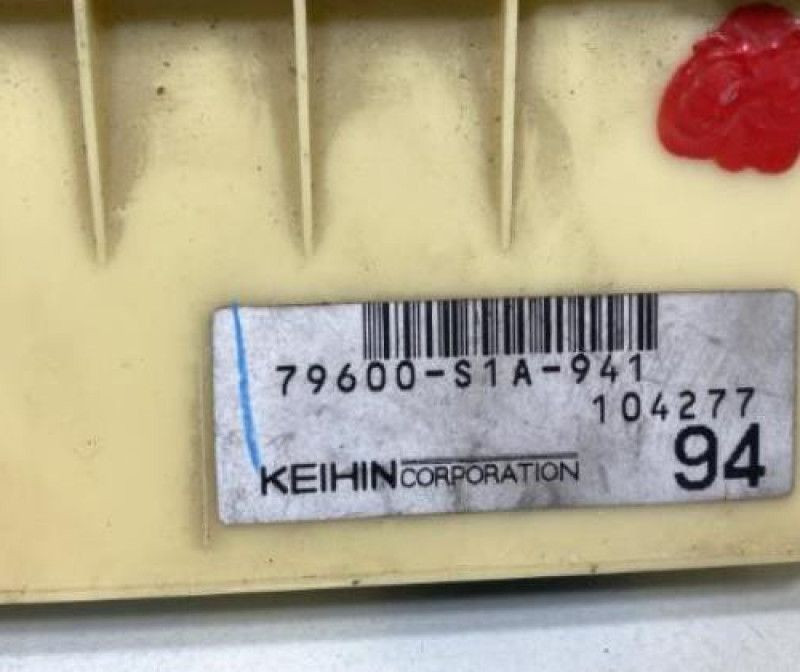 79600-S1A-941
104277
94
KEIHIN CORPORATION